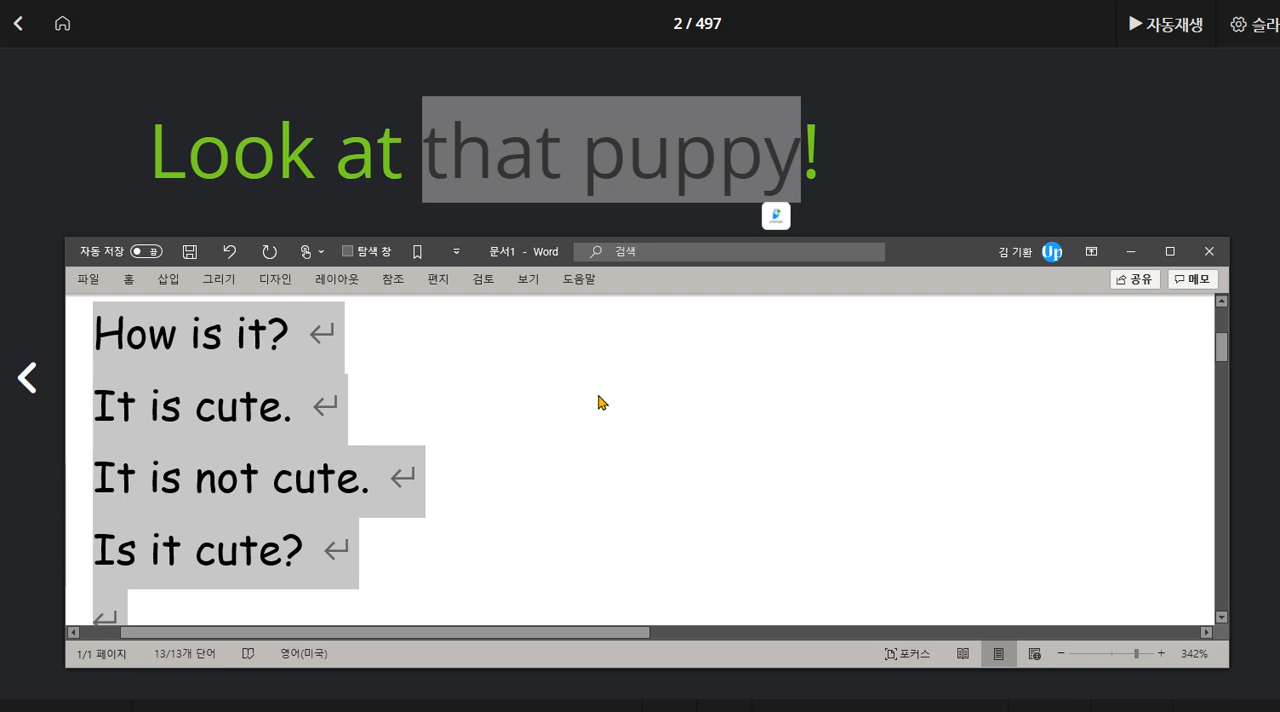 2 / 497
자동재생
슬라
Look at that puppy!
자동 저장 끔
탐색 창
문서1 - Word
검색
김 기환
Up
파일 홈 삽입 그리기 디자인 레이아웃 참조 편지 검토 보기 도움말
공유 메모
How is it?
It is cute.
It is not cute.
Is it cute?
1/1 페이지 13/13개 단어 영어(미국)
포커스
342%